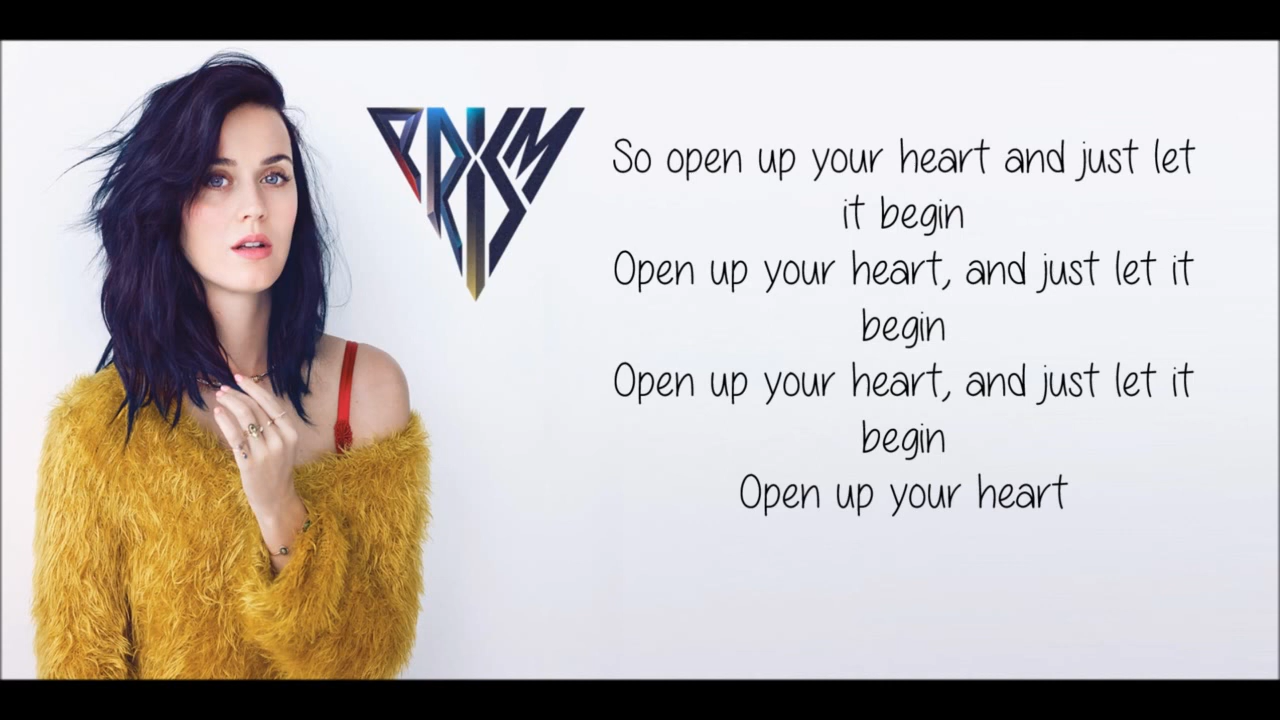 PRISM
So open up your heart and just let
it begin
Open up your heart, and just let it
begin
Open up your heart, and just let it
begin
Open up your heart